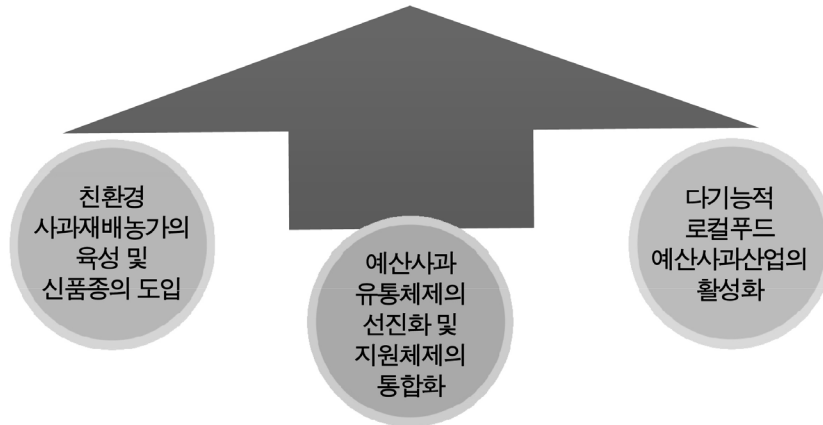 친환경
사과재배농가의
육성 및
신품종의 도입
예산사과
유통체제의
선진화 및
지원체제의
통합화
다기능적
로컬푸드
예산사과산업의
활성화